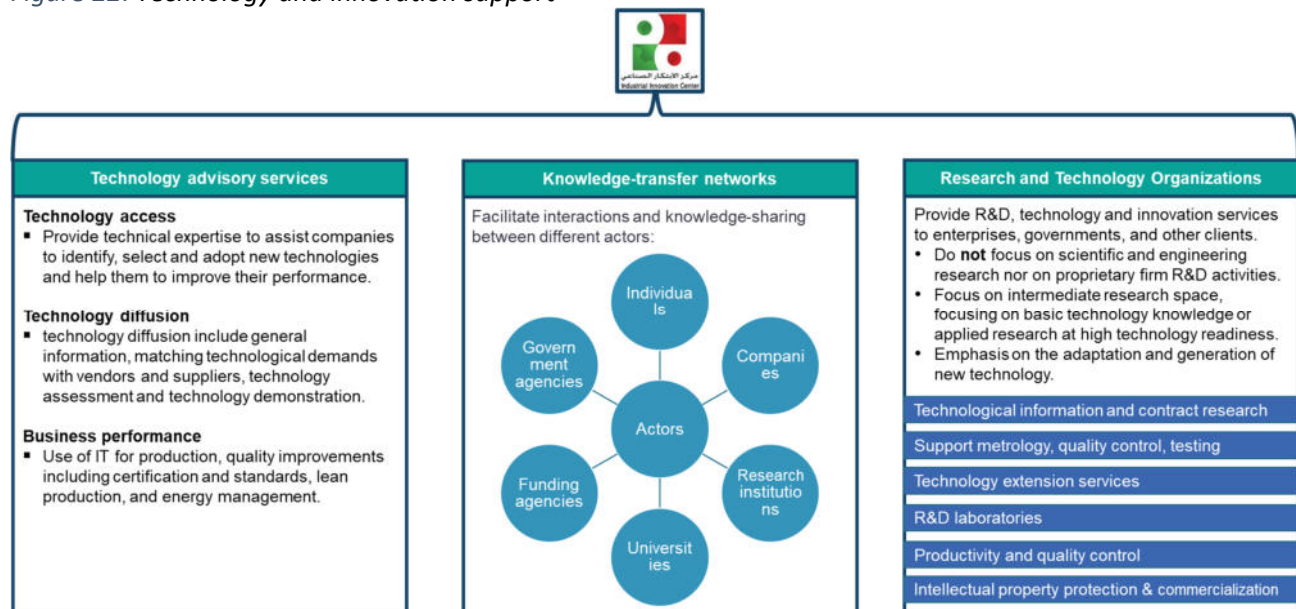 Figure 22: Technology and innovation support
مركز الابتكار الصناعي
Industrial Innovation Center
Technology advisory services
Technology access
▪ Provide technical expertise to assist companies
to identify, select and adopt new technologies
and help them to improve their performance.
Technology diffusion
▪ technology diffusion include general
information, matching technological demands
with vendors and suppliers, technology
assessment and technology demonstration.
Business performance
▪ Use of IT for production, quality improvements
including certification and standards, lean
production, and energy management.
Knowledge-transfer networks
Facilitate interactions and knowledge-sharing
between different actors:
Individua
ls
Compani
es
Research
institutio
ns
Universit
ies
Funding
agencies
Govern
ment
agencies
Actors
Research and Technology Organizations
Provide R&D, technology and innovation services
to enterprises, governments, and other clients.
• Do not focus on scientific and engineering
research nor on proprietary firm R&D activities.
• Focus on intermediate research space,
focusing on basic technology knowledge or
applied research at high technology readiness.
• Emphasis on the adaptation and generation of
new technology.
Technological information and contract research
Support metrology, quality control, testing
Technology extension services
R&D laboratories
Productivity and quality control
Intellectual property protection & commercialization